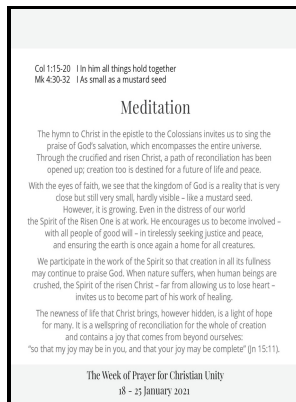 Col 1:15-20 I In him all things hold together
Mk 4:30-32 I As small as a mustard seed
Meditation
The hymn to Christ in the epistle to the Colossians invites us to sing the
praise of God's salvation, which encompasses the entire universe.
Through the crucified and risen Christ, a path of reconciliation has been
opened up; creation too is destined for a future of life and peace.
With the eyes of faith, we see that the kingdom of God is a reality that is very
close but still very small, hardly visible – like a mustard seed.
However, it is growing. Even in the distress of our world
the Spirit of the Risen One is at work. He encourages us to become involved –
with all people of good will – in tirelessly seeking justice and peace,
and ensuring the earth is once again a home for all creatures.
We participate in the work of the Spirit so that creation in all its fullness
may continue to praise God. When nature suffers, when human beings are
crushed, the Spirit of the risen Christ – far from allowing us to lose heart –
invites us to become part of his work of healing.
The newness of life that Christ brings, however hidden, is a light of hope
for many. It is a wellspring of reconciliation for the whole of creation
and contains a joy that comes from beyond ourselves:
“so that my joy may be in you, and that your joy may be complete” (Jn 15:11).
The Week of Prayer for Christian Unity
18 - 25 January 2021